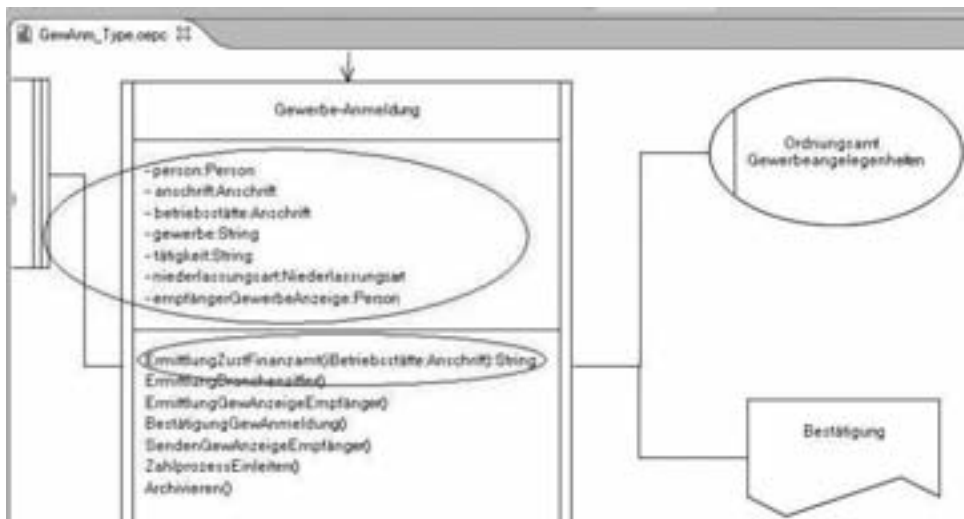 GewAnm_Type.oepc
Gewerbe-Anmeldung
-person:Person
- anschrift:Anschrift
- betriebsstätte:Anschrift
-gewerbe:String
-tätigkeit:String
-niederlassungsart:Niederlassungsart
-empfängerGewerbeAnzeige:Person
ErmittlungZustFinanzamt(Betriebsstätte:Anschrift):String
ErmittlungBranchenziffer()
ErmittlungGewAnzeigeEmpfänger()
BestätigungGewAnmeldung()
SendenGewAnzeigeEmpfänger()
ZahlprozessEinleiten()
Archivieren()
Ordnungsamt
Gewerbeangelegenheiten
Bestätigung